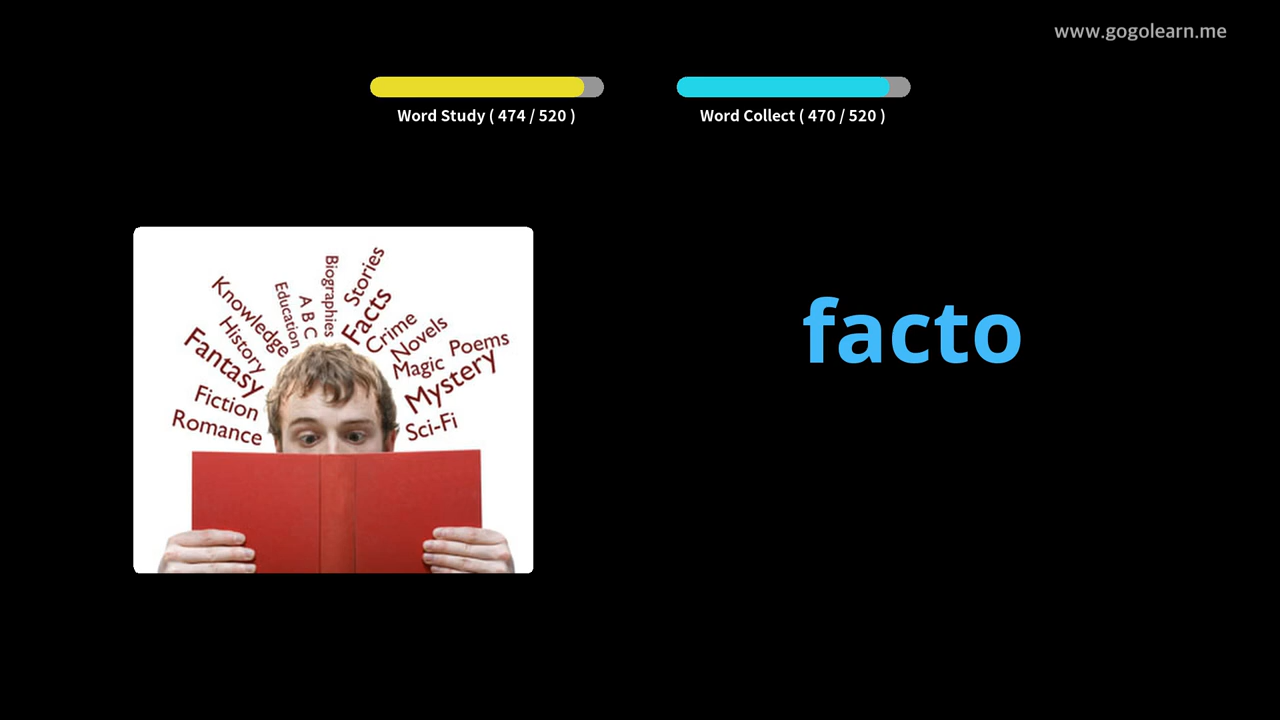 www.gogolearn.me
Word Study ( 474 / 520 )
Word Collect ( 470 / 520 )
Knowledge
History
Fantasy
Fiction
Romance
Education
A B C
Biographies
Stories
Facts
Crime
Novels
Magic
Poems
Mystery
Sci-Fi
facto